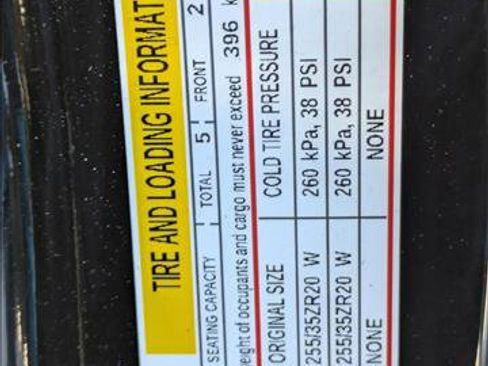 TIRE AND LOADING INFORMAT
SEATING CAPACITY TOTAL 5 FRONT 2
eight of occupants and cargo must never exceed 396 k
ORIGINAL SIZE COLD TIRE PRESSURE
255/35ZR20 W 260 kPa, 38 PSI
255/35ZR20 W 260 kPa, 38 PSI
NONE NONE